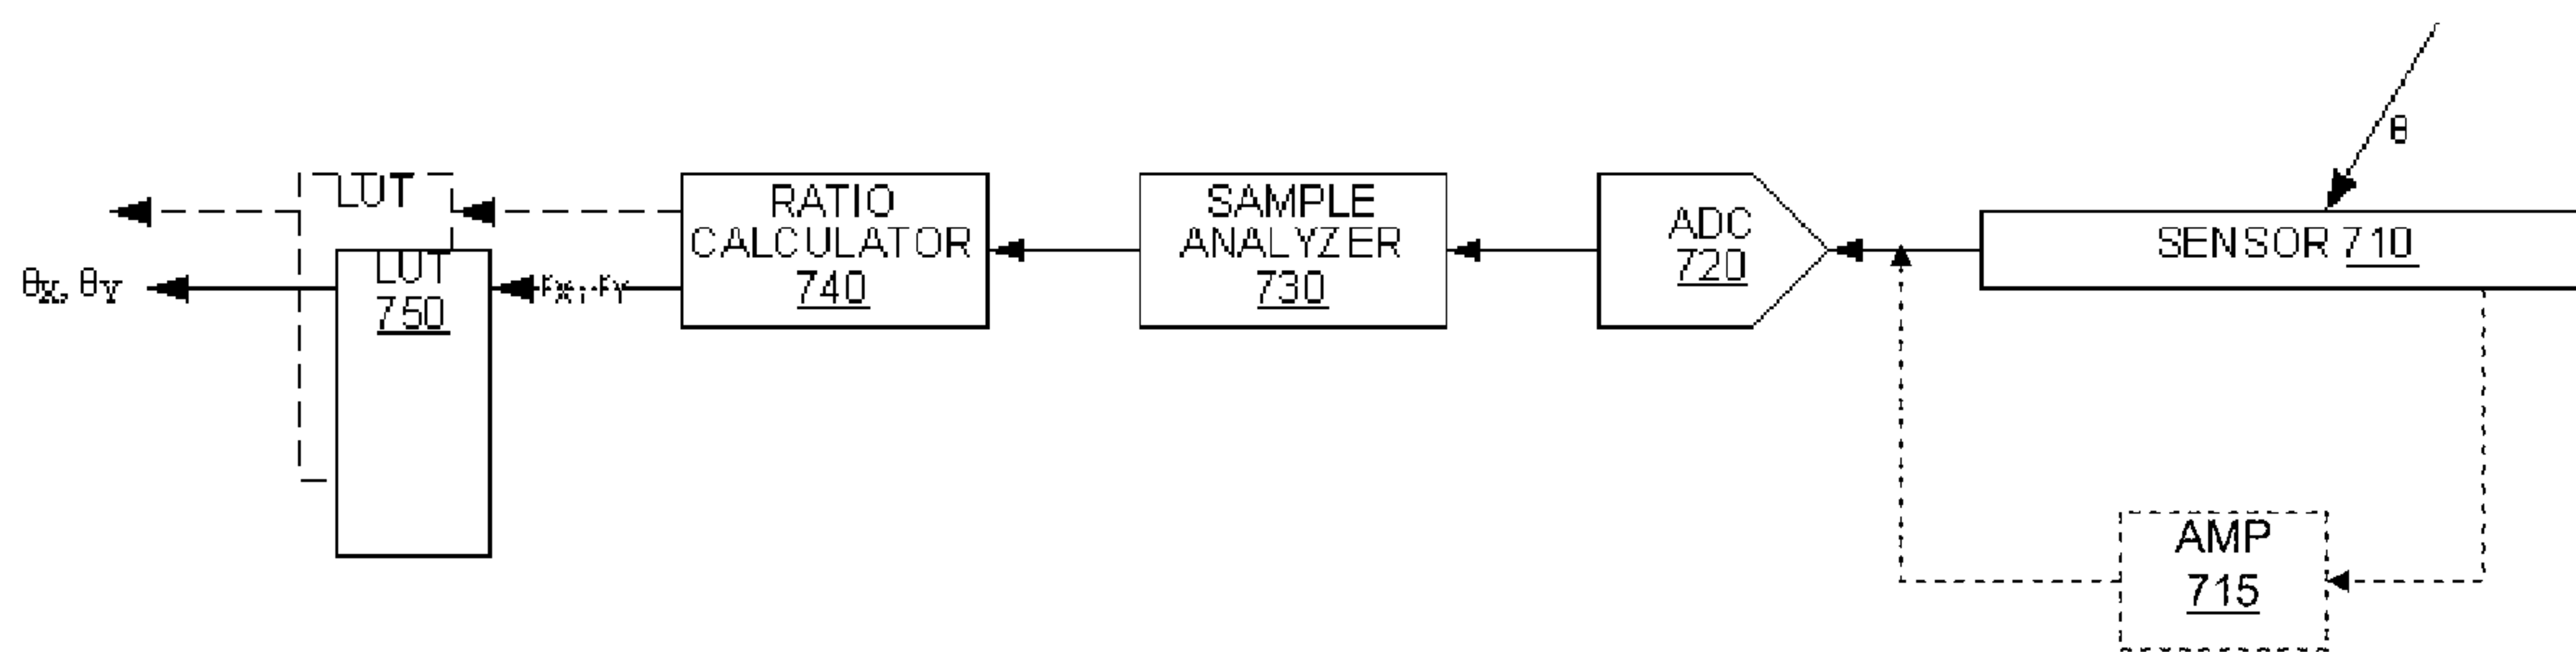 θ
LUT
RATIO
CALCULATOR
740
SAMPLE
ANALYZER
730
ADC
720
SENSOR 710
LUT
750
θX, θY
AMP
715